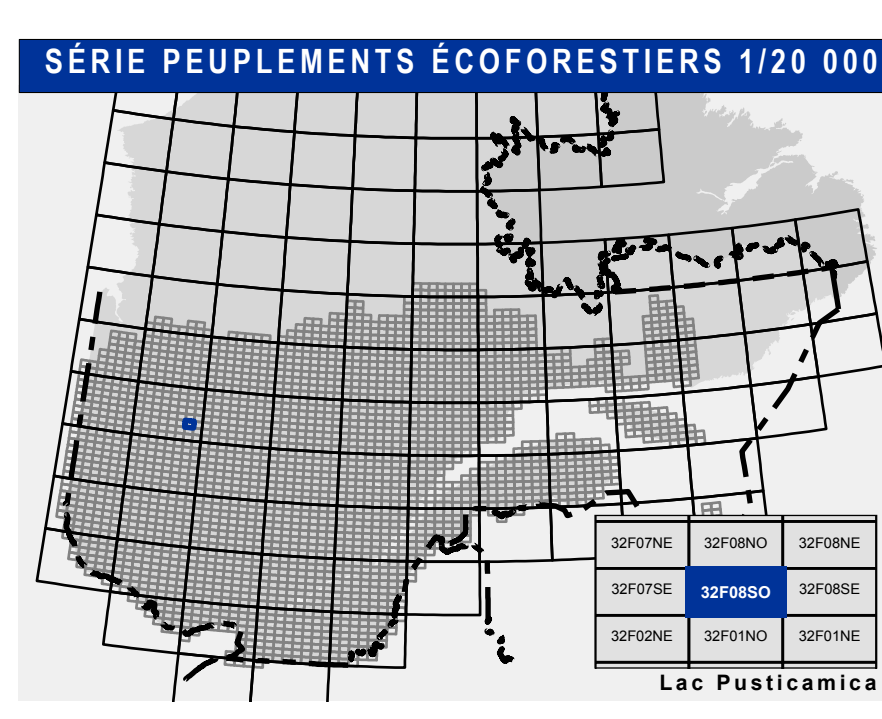 SÉRIE PEUPLEMENTS ÉCOFORESTIERS 1/20 000
32F07NE 32F08NO 32F08NE
32F07SE 32F08SO 32F08SE
32F02NE 32F01NO 32F01NE
Lac Pusticamica